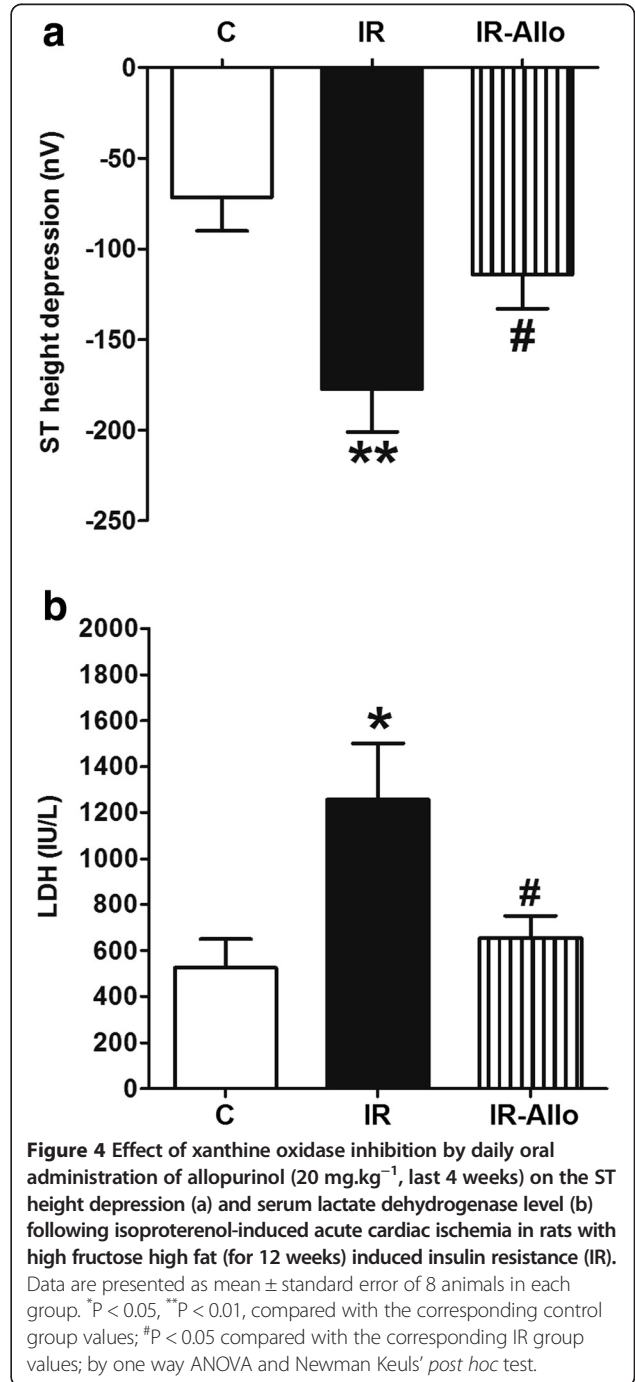 a
C IR IR-Allo
0
-50
-100
-150
-200
-250
ST height depression (nV)
#
**
b
2000
1800
1600
1400
1200
1000
800
600
400
200
0
LDH (IU/L)
*
#
C IR IR-Allo
Figure 4 Effect of xanthine oxidase inhibition by daily oral
administration of allopurinol (20 mg.kg⁻¹, last 4 weeks) on the ST
height depression (a) and serum lactate dehydrogenase level (b)
following isoproterenol-induced acute cardiac ischemia in rats with
high fructose high fat (for 12 weeks) induced insulin resistance (IR).
Data are presented as mean ± standard error of 8 animals in each
group. *P < 0.05, **P < 0.01, compared with the corresponding control
group values; #P < 0.05 compared with the corresponding IR group
values; by one way ANOVA and Newman Keuls’ post hoc test.